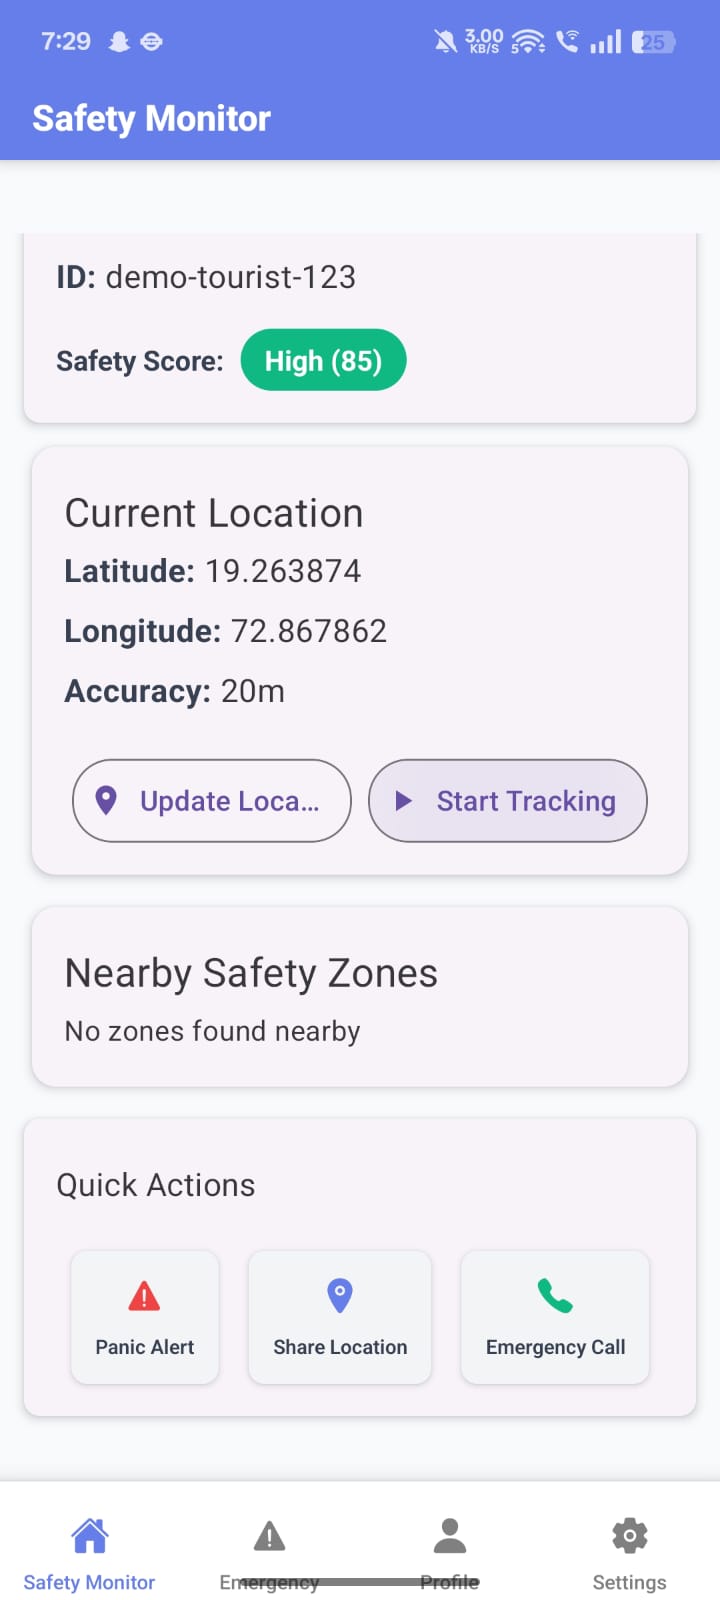 7:29 3.00 KB/S 5 25
Safety Monitor
ID: demo-tourist-123
Safety Score: High (85)
Current Location
Latitude: 19.263874
Longitude: 72.867862
Accuracy: 20m
Update Loca... Start Tracking
Nearby Safety Zones
No zones found nearby
Quick Actions
Panic Alert Share Location Emergency Call
Safety Monitor Emergency Profile Settings